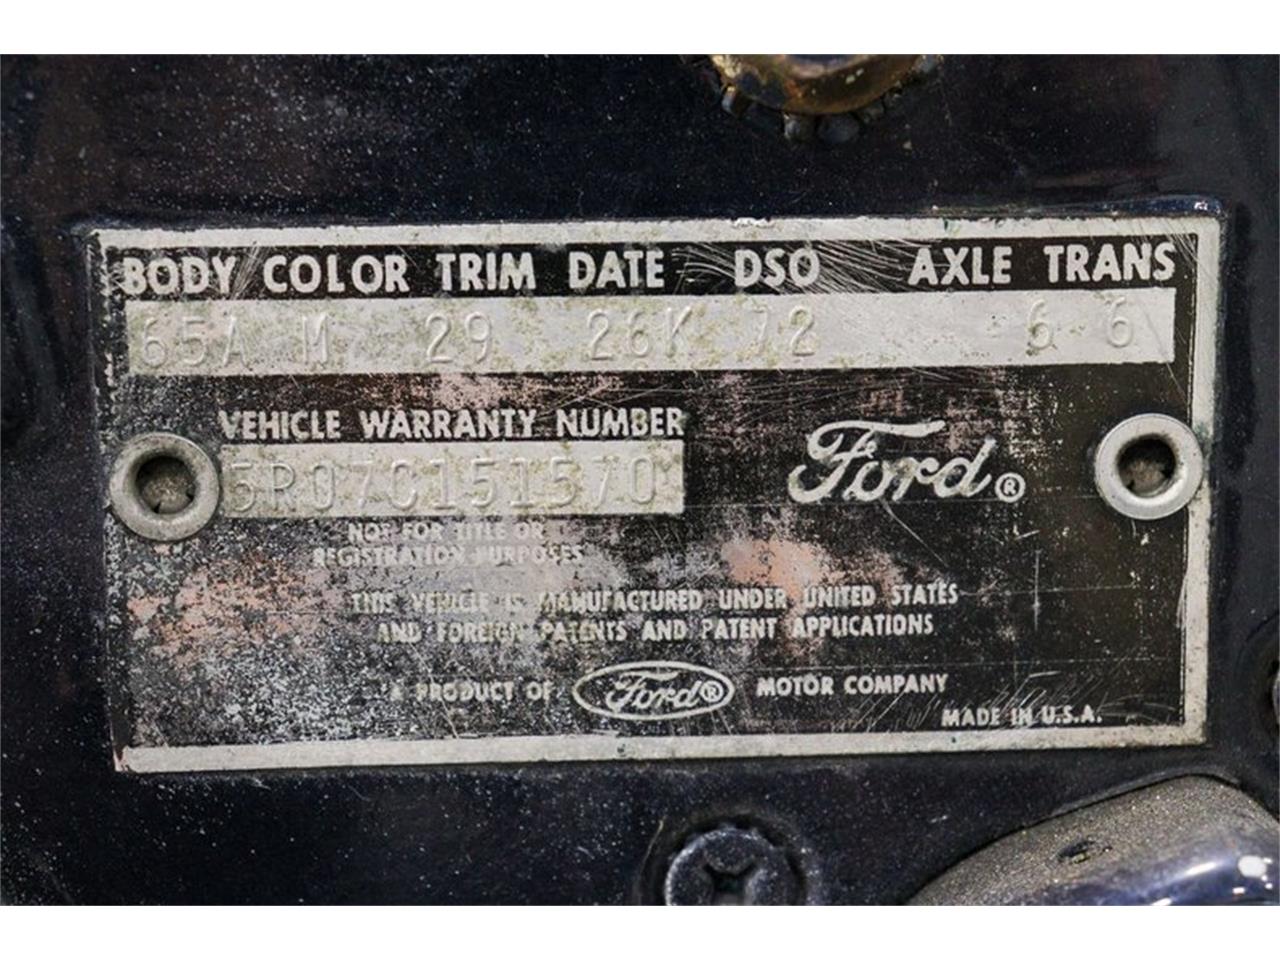 BODY COLOR TRIM DATE DSO AXLE TRANS
65A M 29 26K 72 6 6
VEHICLE WARRANTY NUMBER
5R07C151570
Ford®
NOT FOR TITLE OR
REGISTRATION PURPOSES
THIS VEHICLE IS MANUFACTURED UNDER UNITED STATES
AND FOREIGN PATENTS AND PATENT APPLICATIONS
A PRODUCT OF Ford® MOTOR COMPANY
MADE IN U.S.A.